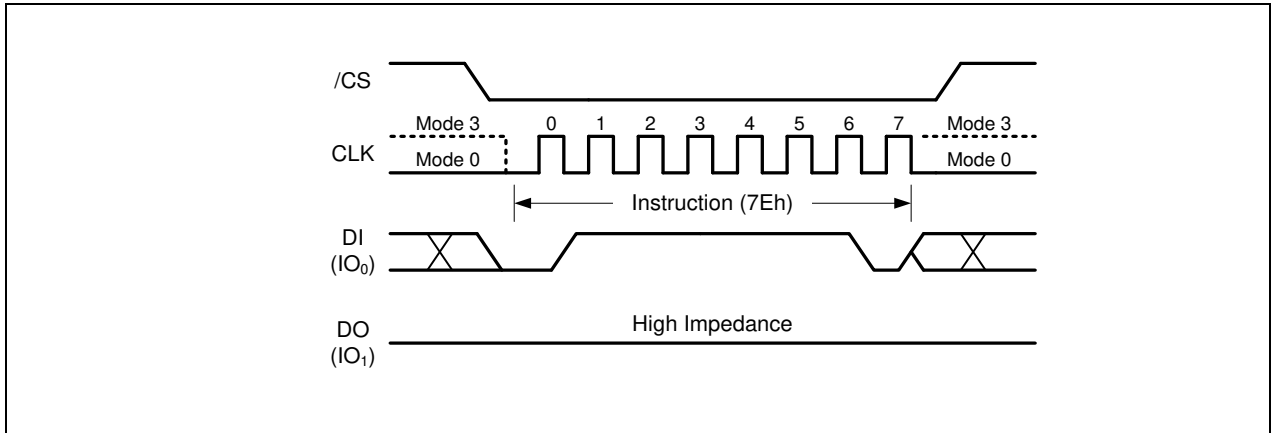 /CS
Mode 3 0 1 2 3 4 5 6 7 Mode 3
CLK
Mode 0 Mode 0
Instruction (7Eh)
DI
(IO₀)
High Impedance
DO
(IO₁)